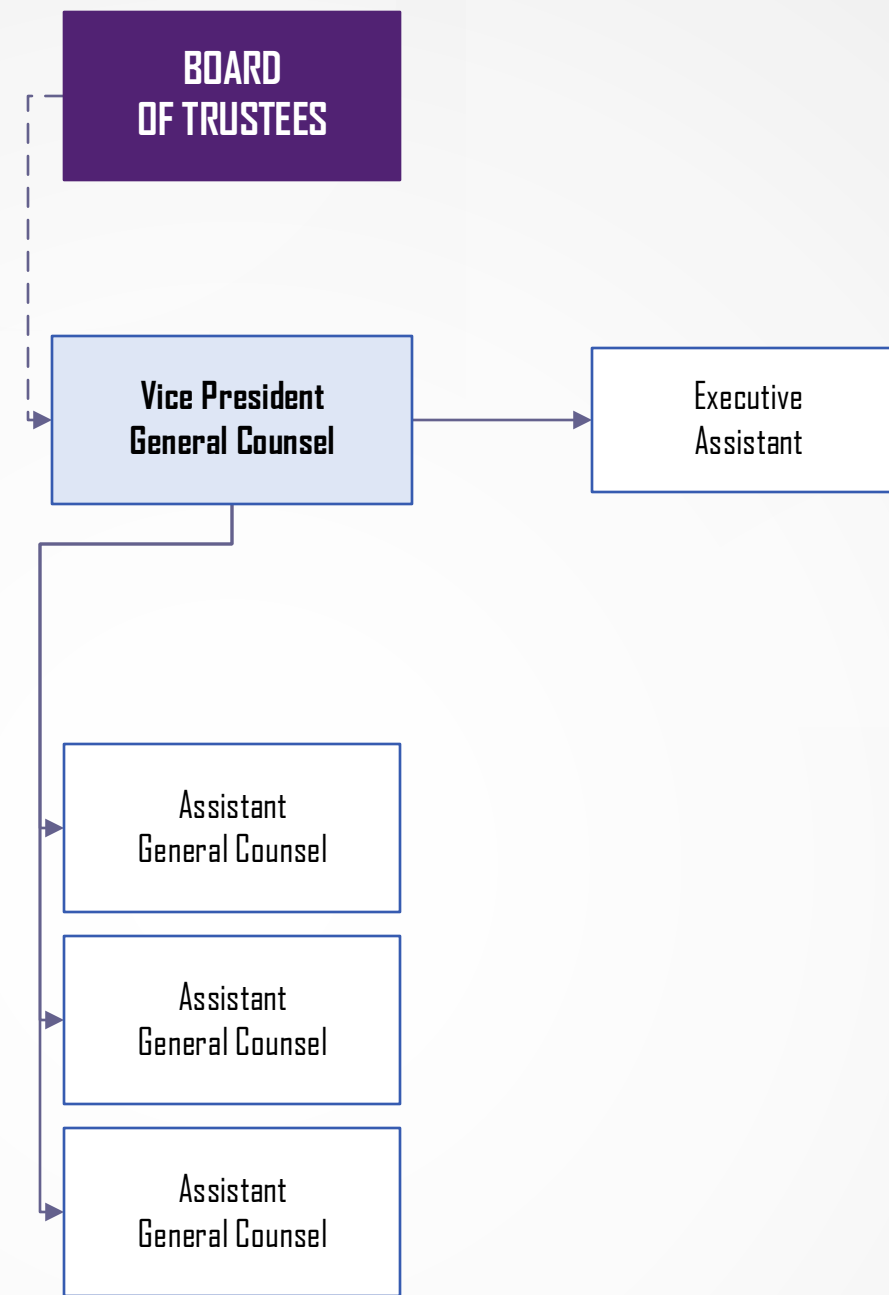 BOARD
OF TRUSTEES
Vice President
General Counsel
Executive
Assistant
Assistant
General Counsel
Assistant
General Counsel
Assistant
General Counsel